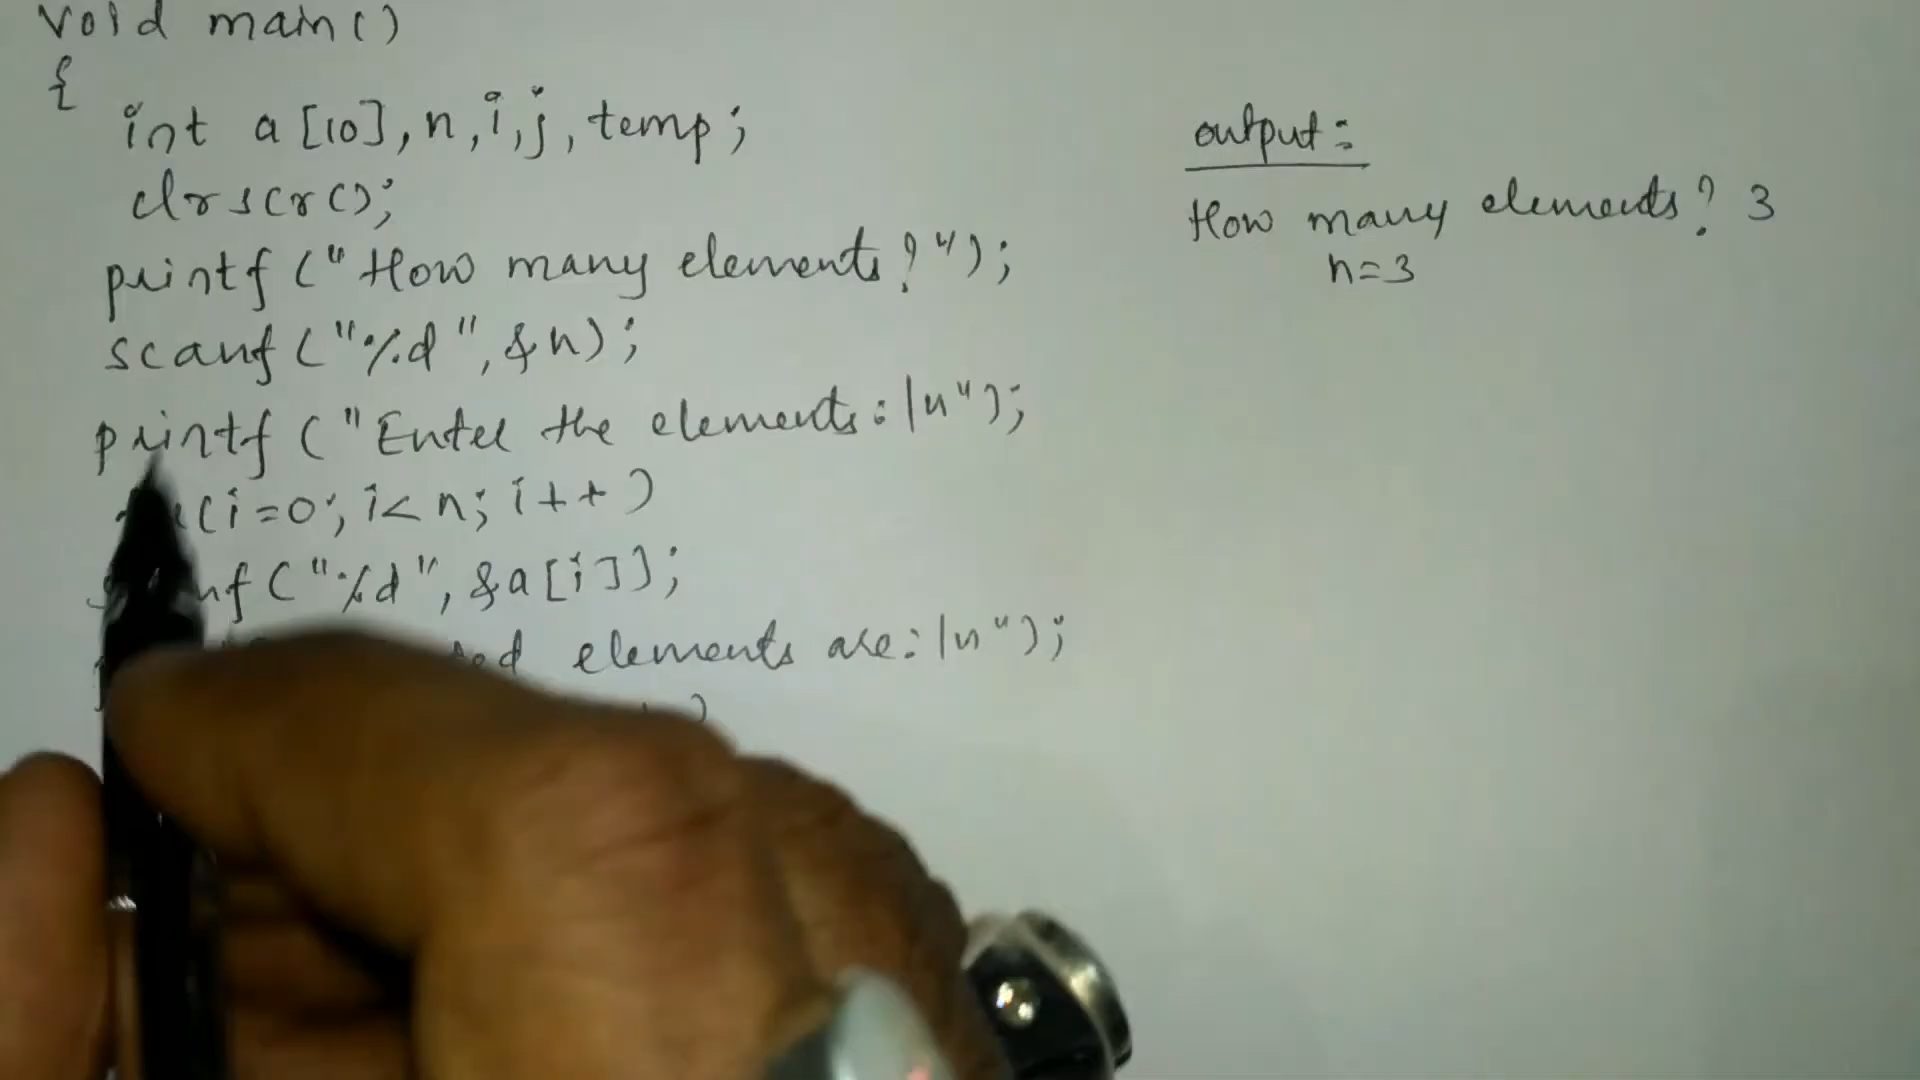 void main()
{
int a[10],n,i,j,temp;
clrscr();
printf("How many elements?");
scanf("%d",&n);
printf("Enter the elements:\n");
(i=0;i<n;i++)
nf("%d",&a[i]);
elements are:\n");
)
output:
How many elements? 3
n=3